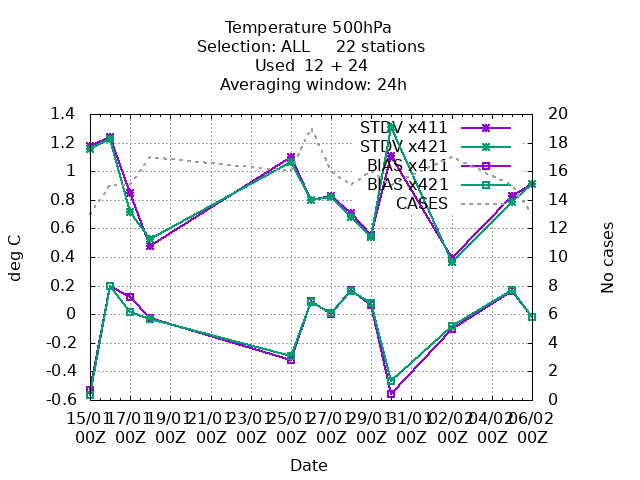 Temperature 500hPa
Selection: ALL     22 stations
Used  12 + 24
Averaging window: 24h
1.4
1.2
1
0.8
0.6
0.4
0.2
0
-0.2
-0.4
-0.6
20
18
16
14
12
10
8
6
4
2
0
STDV x411
STDV x421
BIAS x411
BIAS x421
CASES
deg C
No cases
15/01 17/01 19/01 21/01 23/01 25/01 27/01 29/01 31/01 02/02 04/02 06/02
00Z 00Z 00Z 00Z 00Z 00Z 00Z 00Z 00Z 00Z 00Z 00Z
Date